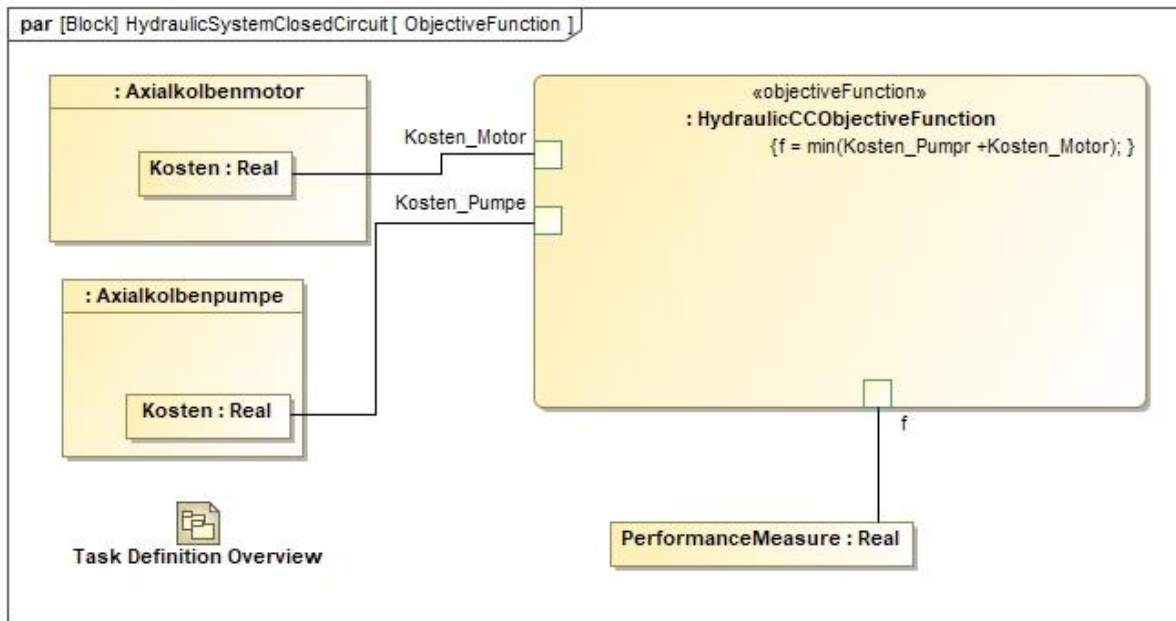 par [Block] HydraulicSystemClosedCircuit [ ObjectiveFunction ]
: Axialkolbenmotor
Kosten : Real
Kosten_Motor
Kosten_Pumpe
«objectiveFunction»
: HydraulicCCObjectiveFunction
{f = min(Kosten_Pumpr +Kosten_Motor); }
: Axialkolbenpumpe
Kosten : Real
f
Task Definition Overview
PerformanceMeasure : Real